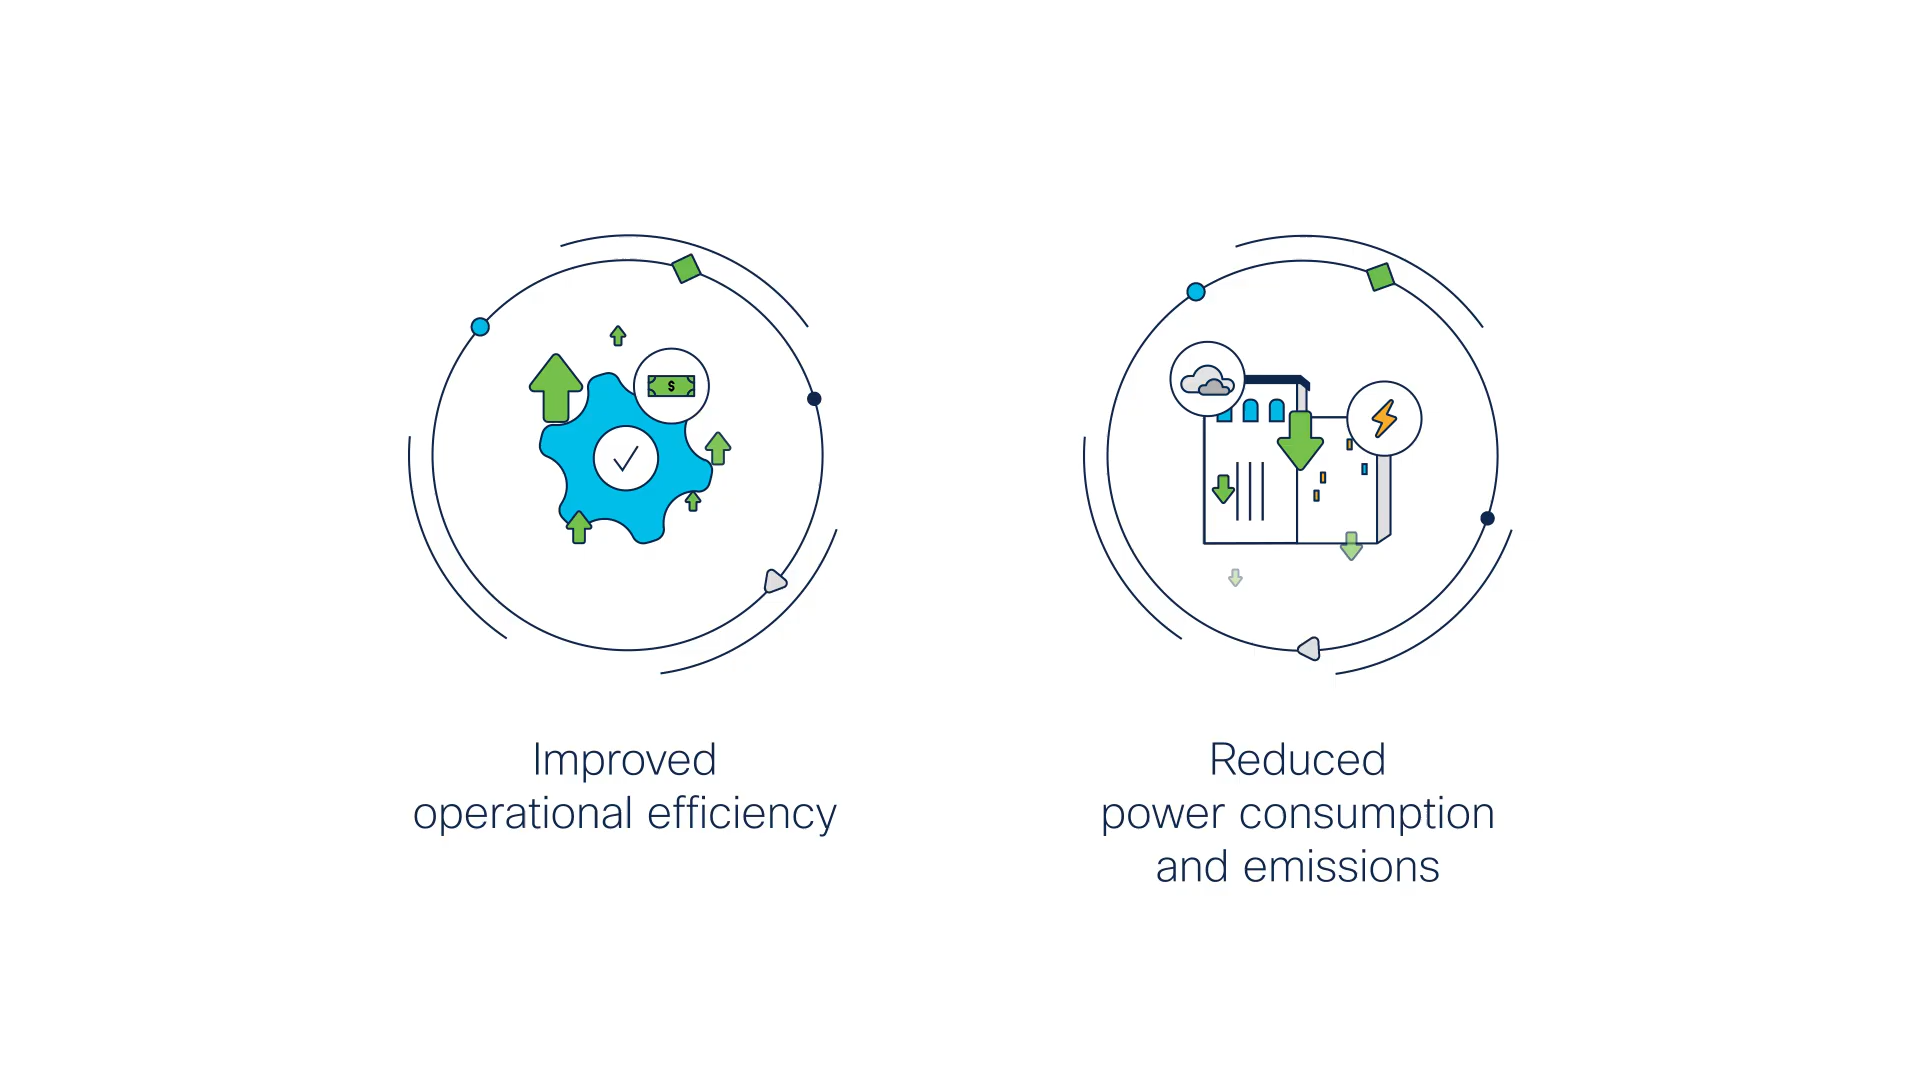 $
Improved
operational efficiency
Reduced
power consumption
and emissions